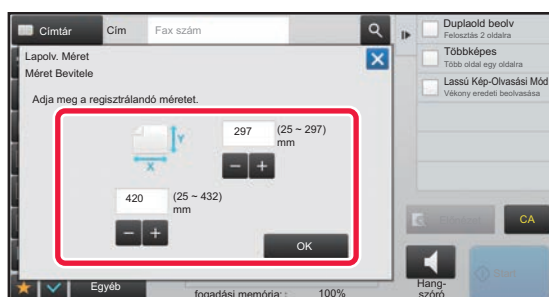 Címtár
Cím
Fax szám
Lapolv. Méret
Méret Bevitele
Adja meg a regisztrálandó méretet.
Y
X
297
(25 ~ 297)
mm
420
(25 ~ 432)
mm
OK
Duplaold beolv
Felosztás 2 oldalra
Többképes
Több oldal egy oldalra
Lassú Kép-Olvasási Mód
Vékony eredeti beolvasása
Előnézet
CA
Egyéb
fogadási memória: :
100%
Hang-
szóró
Start